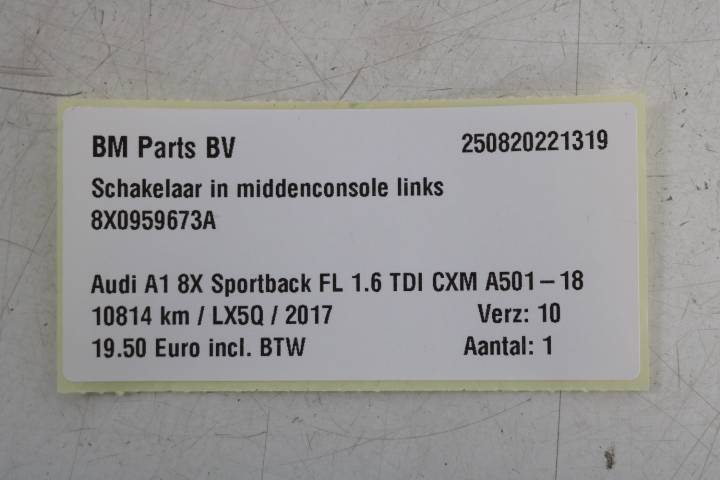 BM Parts BV 250820221319
Schakelaar in middenconsole links
8X0959673A
Audi A1 8X Sportback FL 1.6 TDI CXM A501-18
10814 km / LX5Q / 2017 Verz: 10
19.50 Euro incl. BTW Aantal: 1